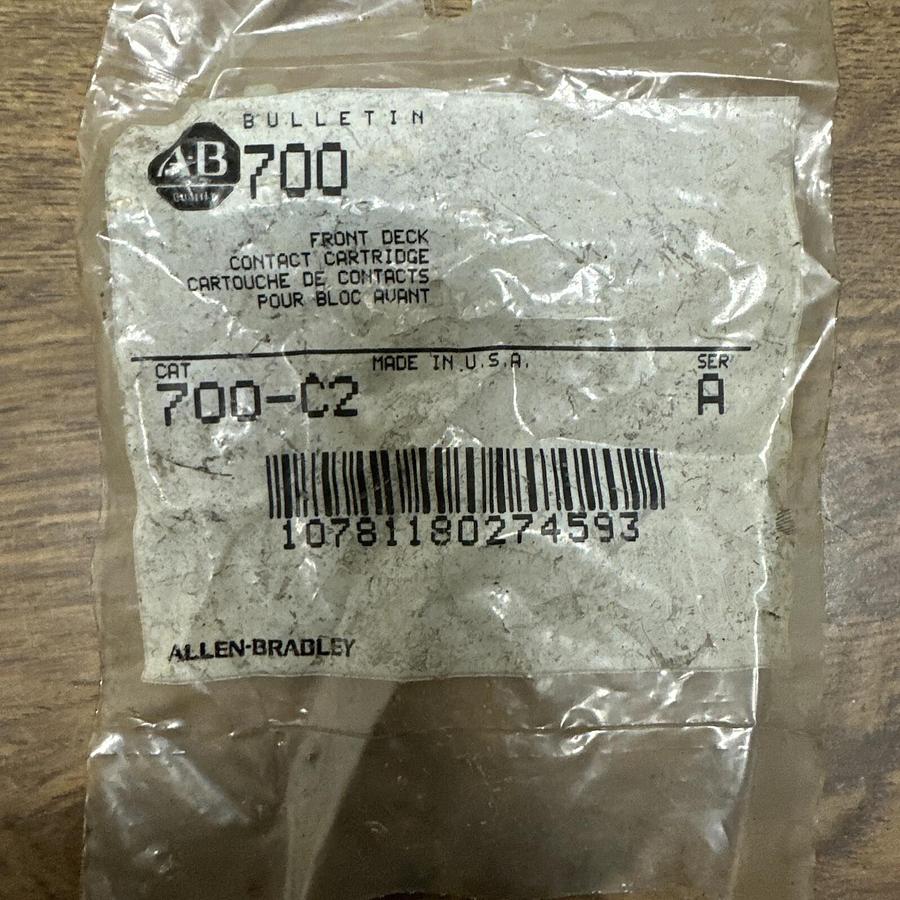 BULLETIN
A-B
QUALITY
700
FRONT DECK
CONTACT CARTRIDGE
CARTOUCHE DE CONTACTS
POUR BLOC AVANT
CAT MADE IN U.S.A. SER
700-C2 A
10781180274593
ALLEN-BRADLEY